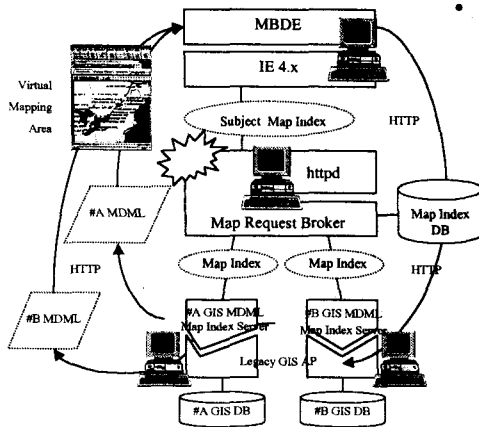 MBDE
IE 4.x
Virtual
Mapping
Area
Subject Map Index
HTTP
httpd
#A MDML
Map Request Broker
Map Index
DB
HTTP
Map Index
Map Index
HTTP
#B MDML
#A GIS MDML
Map Index Server
#B GIS MDML
Map Index Server
Legacy GIS AP
#A GIS DB
#B GIS DB